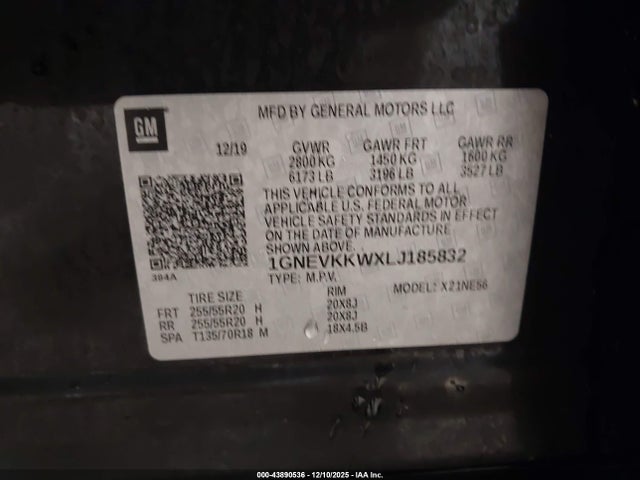 GM
MFD BY GENERAL MOTORS LLC
12/19 GVWR GAWR FRT GAWR RR
2800 KG 1450 KG 1600 KG
6173 LB 3196 LB 3527 LB
THIS VEHICLE CONFORMS TO ALL
APPLICABLE U.S. FEDERAL MOTOR
VEHICLE SAFETY STANDARDS IN EFFECT
ON THE DATE OF MANUFACTURE
SHOWN ABOVE.
394A
1GNEVKKWXLJ185832
TYPE: M.P.V. MODEL: X21NE56
TIRE SIZE RIM
FRT 255/55R20 H 20X8J
RR 255/55R20 H 20X8J
SPA T135/70R18 M 18X4.5B
000-43890536 - 12/10/2025 - IAA Inc.